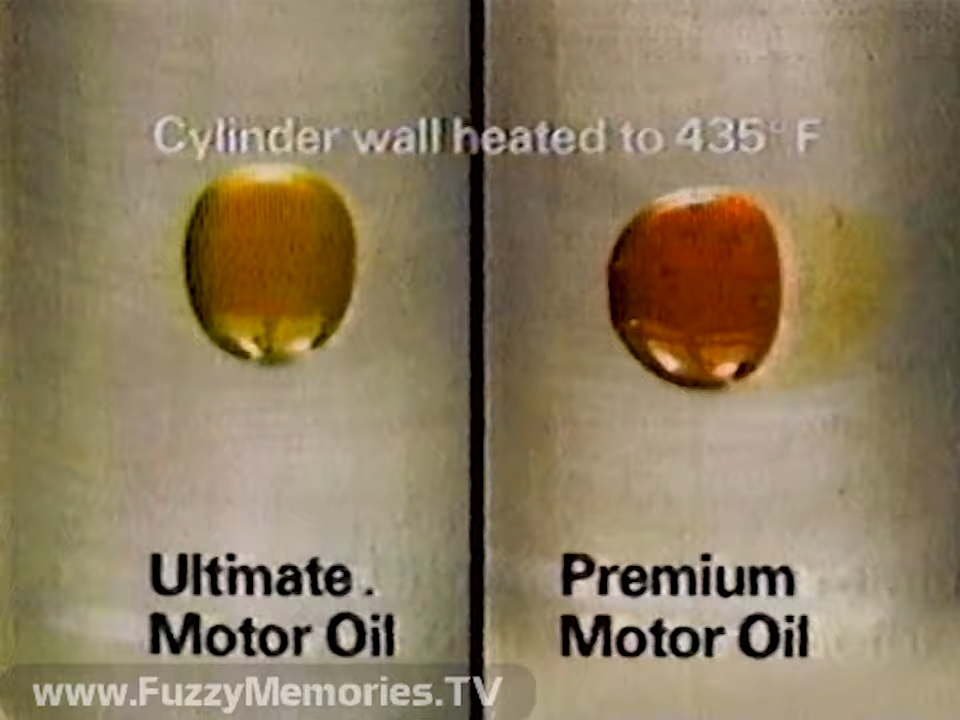 Cylinder wall heated to 435° F
Ultimate.
Motor Oil
Premium
Motor Oil
www.FuzzyMemories.TV